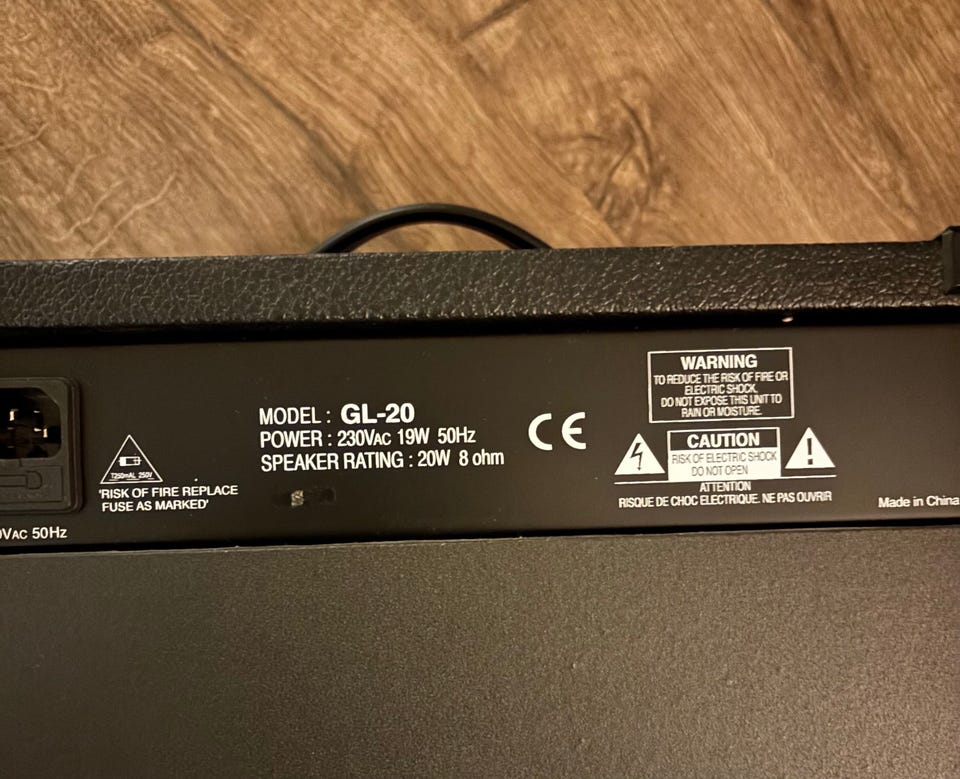 MODEL : GL-20
POWER : 230VAC 19W 50Hz
SPEAKER RATING : 20W 8 ohm
CE
WARNING
TO REDUCE THE RISK OF FIRE OR
ELECTRIC SHOCK,
DO NOT EXPOSE THIS UNIT TO
RAIN OR MOISTURE.
CAUTION
RISK OF ELECTRIC SHOCK
DO NOT OPEN
ATTENTION
RISQUE DE CHOC ELECTRIQUE. NE PAS OUVRIR
Made in China
250V
'RISK OF FIRE REPLACE
FUSE AS MARKED'
50Hz